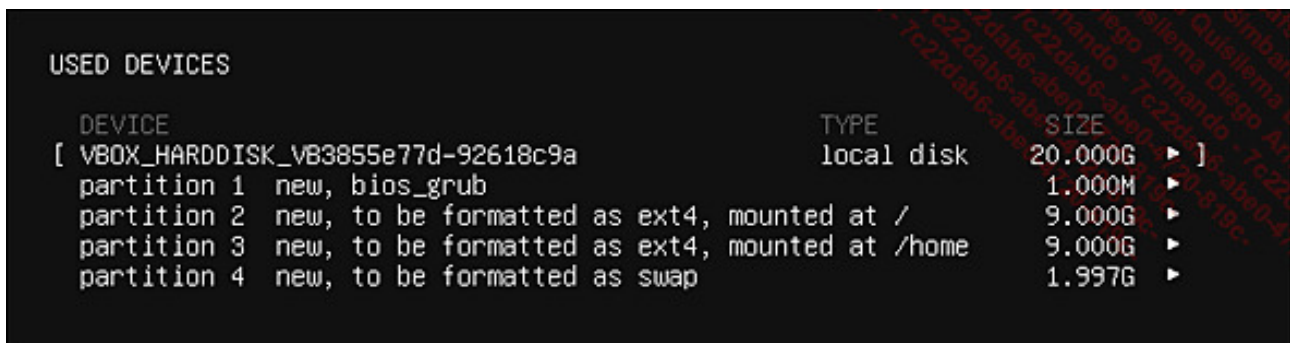 USED DEVICES
DEVICE TYPE SIZE
[ VBOX_HARDDISK_VB3855e77d-92618c9a local disk 20.000G ▸ ]
partition 1 new, bios_grub 1.000M ▸
partition 2 new, to be formatted as ext4, mounted at / 9.000G ▸
partition 3 new, to be formatted as ext4, mounted at /home 9.000G ▸
partition 4 new, to be formatted as swap 1.997G ▸